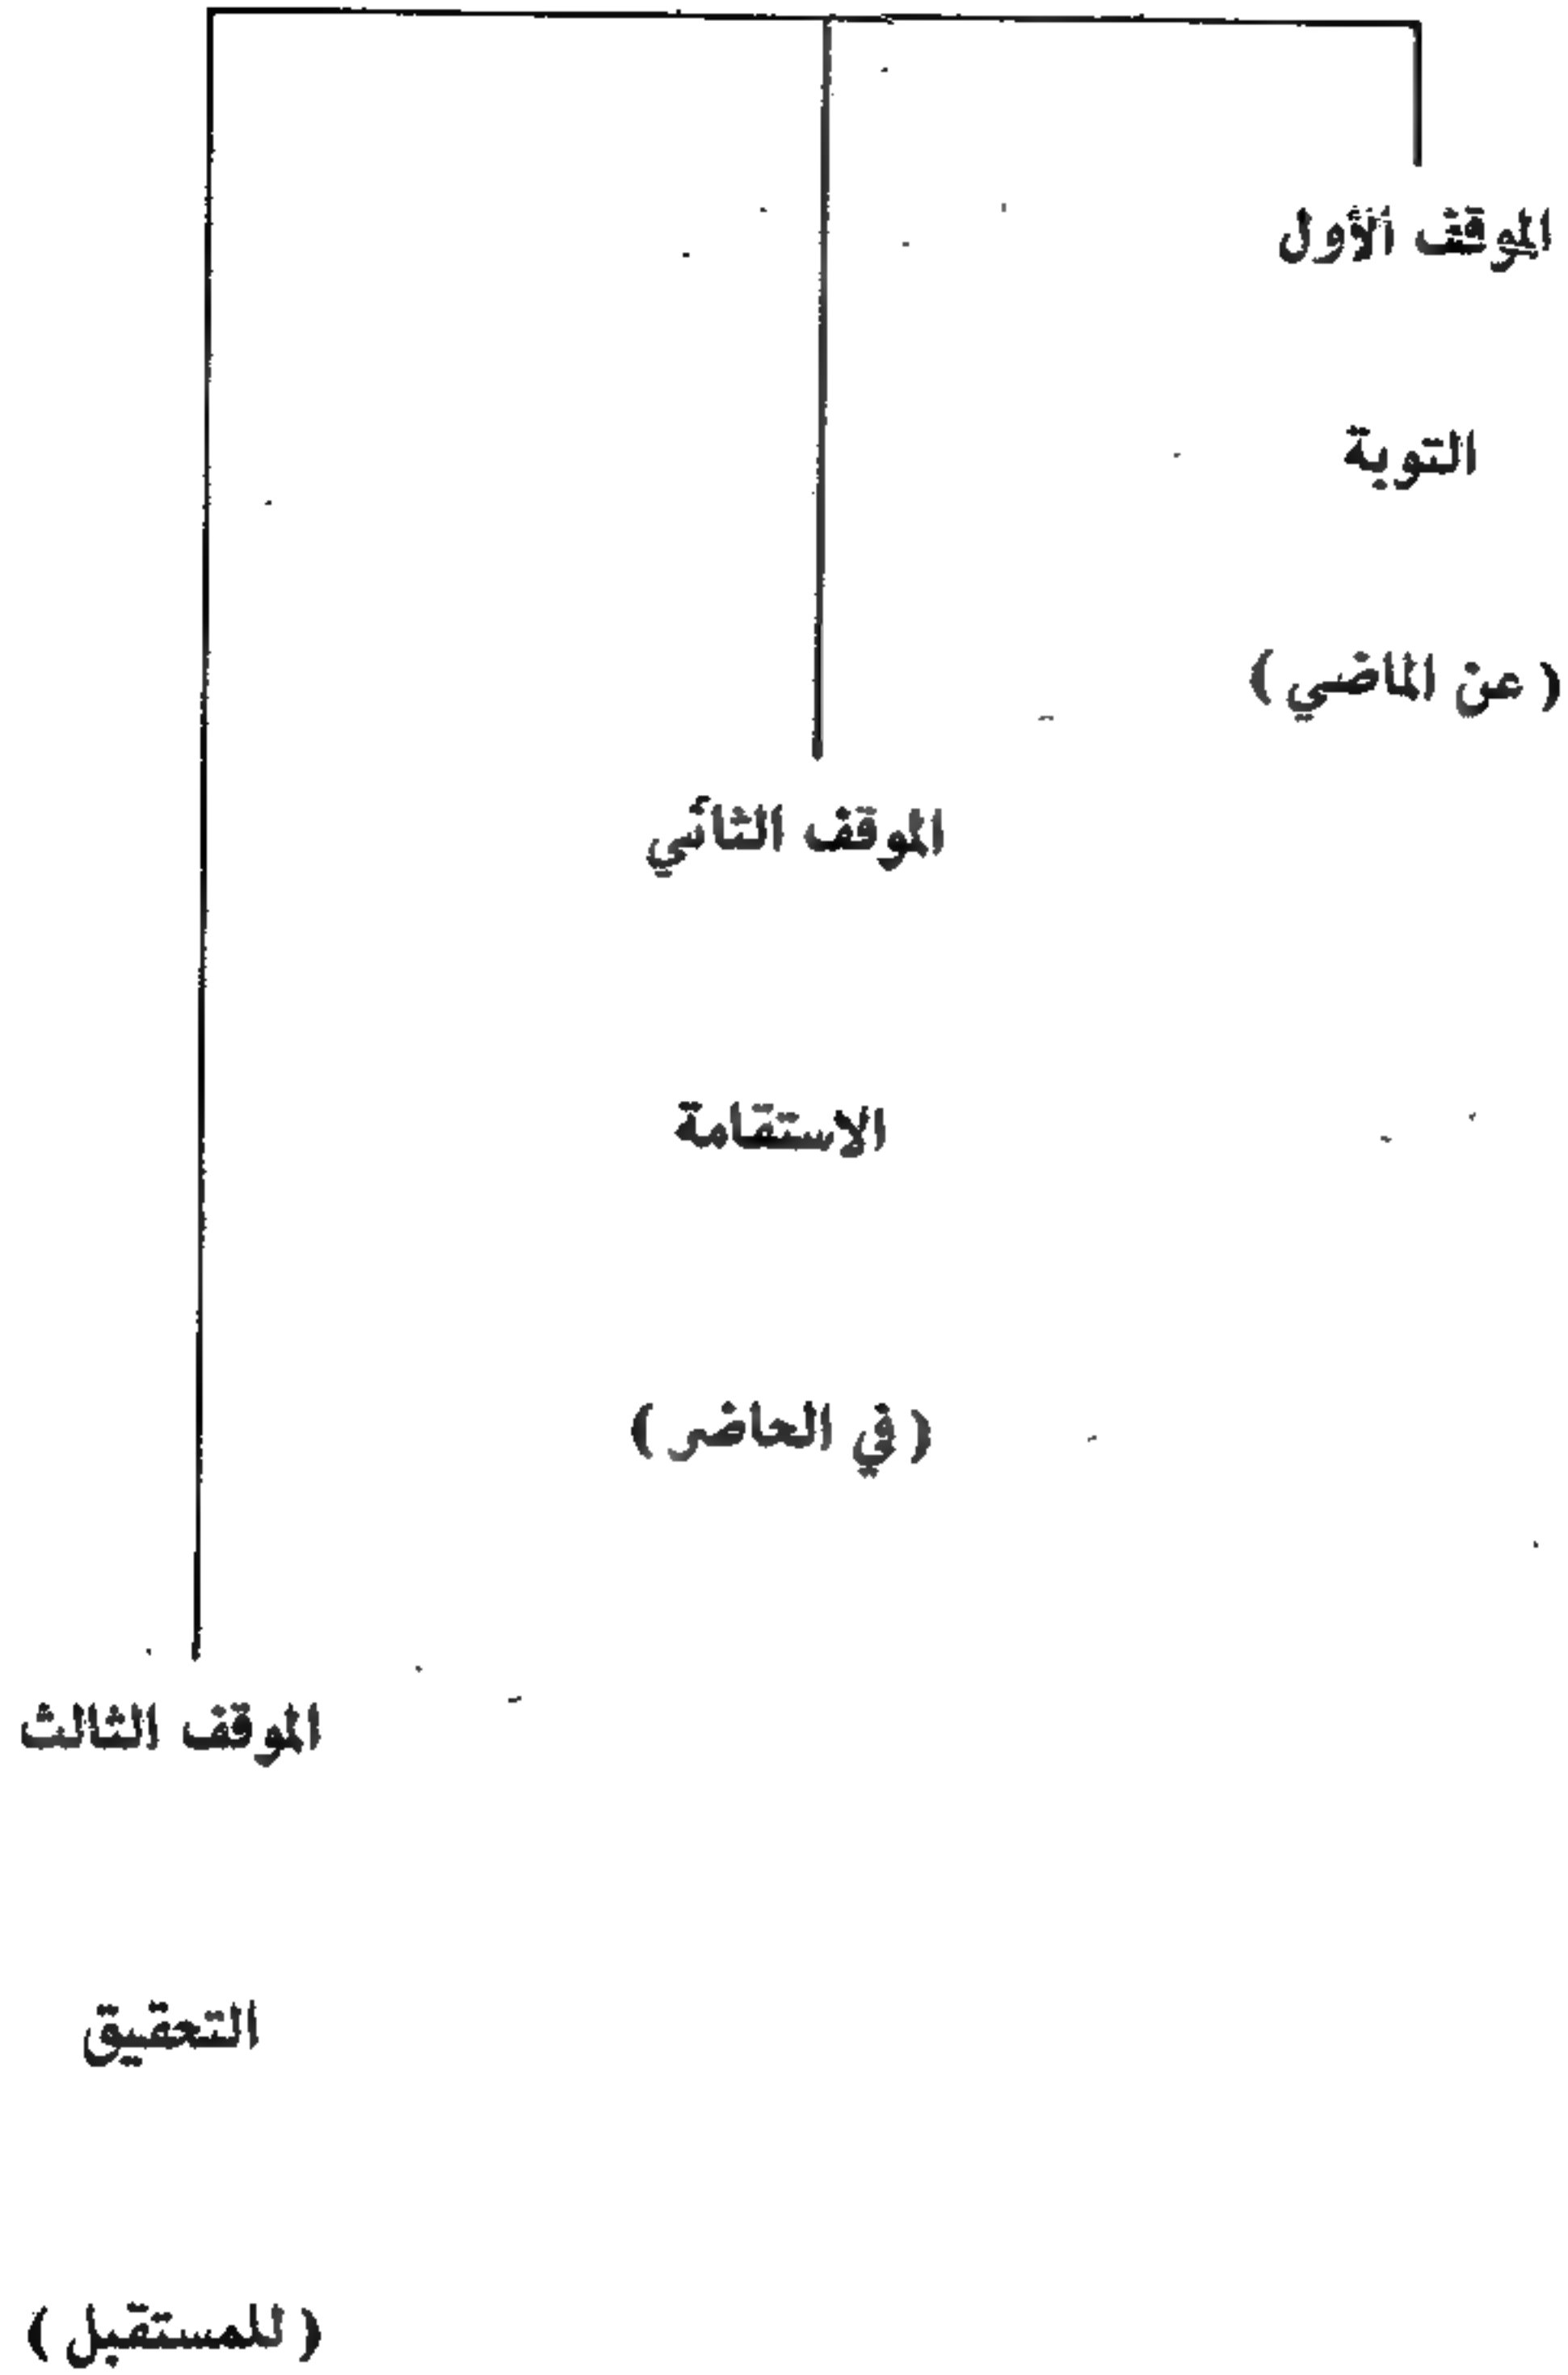 الموقف الأول
التوبة
( عن الماضي )
الموقف الثاني
الاستقامة
( في الحاضر )
الموقف الثالث
التحقيق
( للمستقبل )